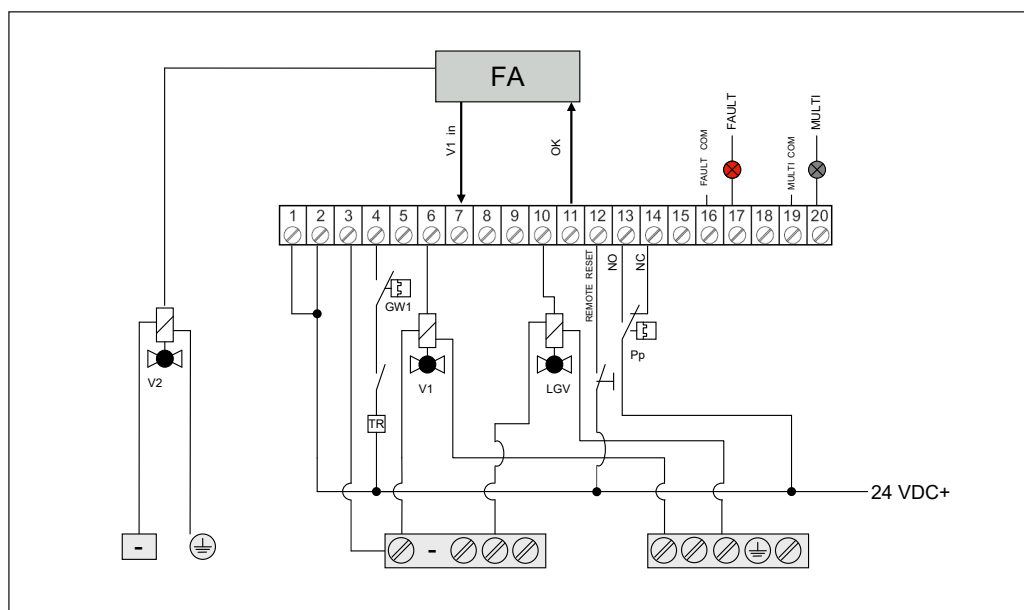 FA
V1 in
OK
FAULT COM
FAULT
MULTI COM
MULTI
1 2 3 4 5 6 7 8 9 10 11 12 13 14 15 16 17 18 19 20
GW1
REMOTE RESET
NO
NC
V2
V1
LGV
Pp
TR
24 VDC+
-
-